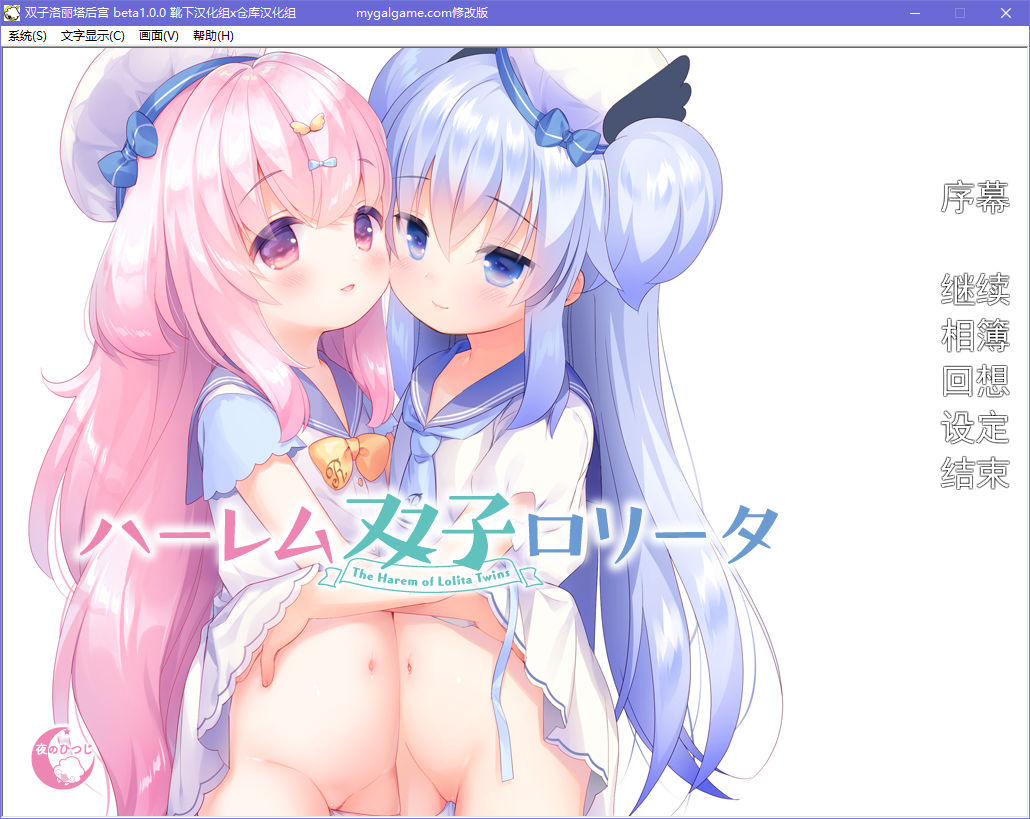 双子洛丽塔后宫 beta1.0.0 靴下汉化组x仓库汉化组 mygalgame.com修改版
系统(S) 文字显示(C) 画面(V) 帮助(H)
序幕
继续
相簿
回想
设定
结束
ハーレム双子ロリータ
The Harem of Lolita Twins
夜のひつじ